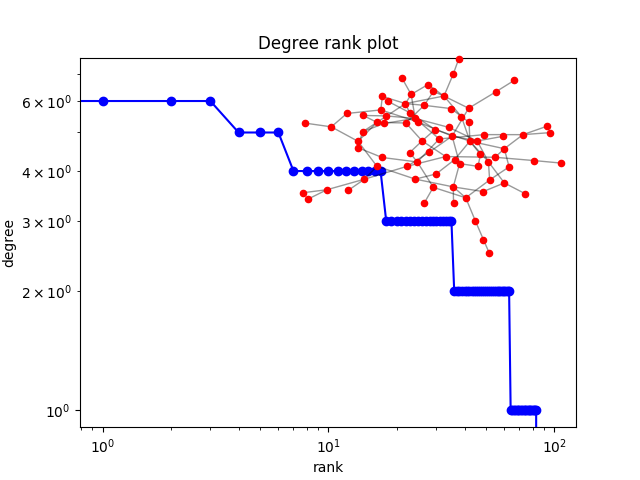 Degree rank plot
degree
6 × 10⁰
4 × 10⁰
3 × 10⁰
2 × 10⁰
10⁰
10⁰ 10¹ 10²
rank